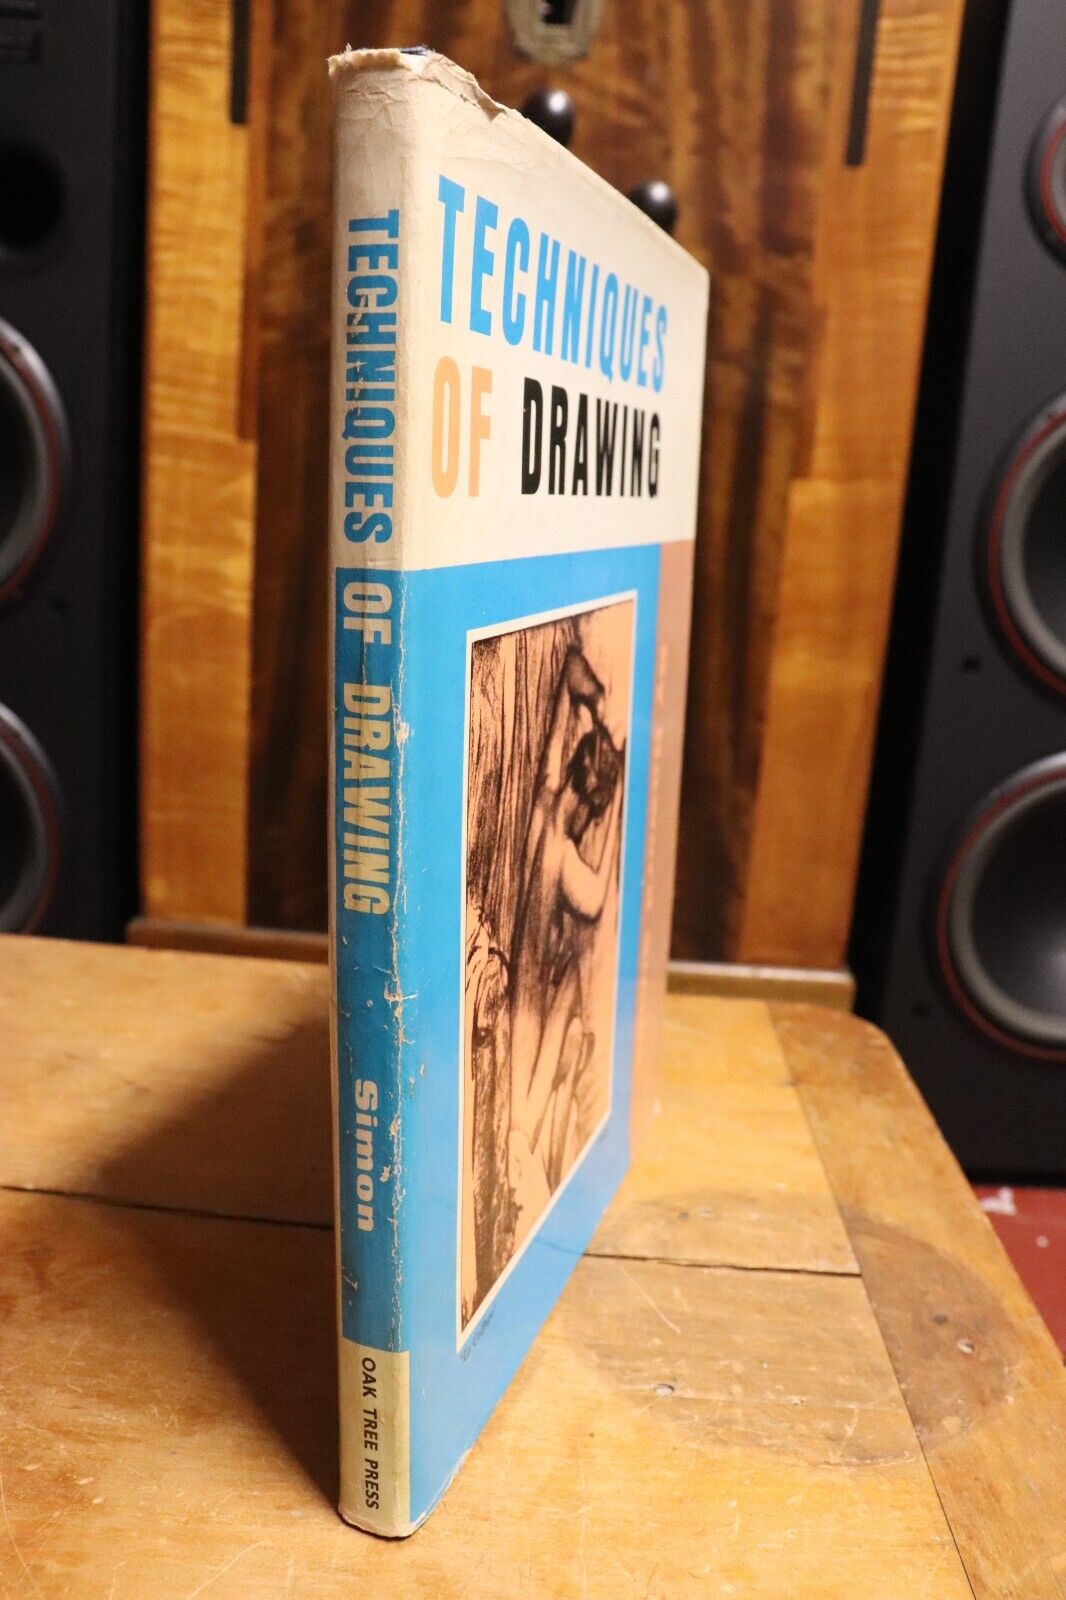 TECHNIQUES OF DRAWING
Simon
OAK TREE PRESS
TECHNIQUES
OF DRAWING